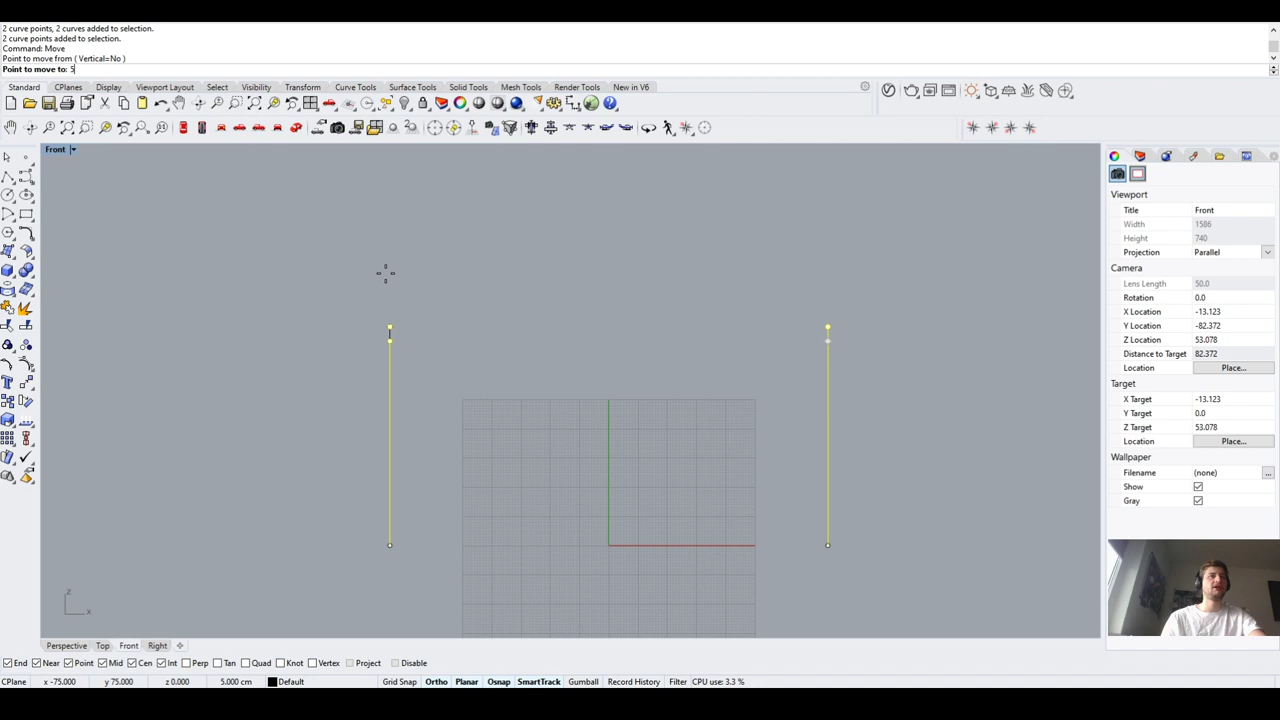 2 curve points, 2 curves added to selection.
2 curve points added to selection.
Command: Move
Point to move from ( Vertical=No )
Point to move to: 5
Standard CPlanes Display Viewport Layout Select Visibility Transform Curve Tools Surface Tools Solid Tools Mesh Tools Render Tools New in V6
Front
Viewport
Title Front
Width 1586
Height 740
Projection Parallel
Camera
Lens Length 50.0
Rotation 0.0
X Location -13.123
Y Location -82.372
Z Location 53.078
Distance to Target 82.372
Location Place...
Target
X Target -13.123
Y Target 0.0
Z Target 53.078
Location Place...
Wallpaper
Filename (none) ...
Show
Gray
z
x
Perspective Top Front Right
End Near Point Mid Cen Int Perp Tan Quad Knot Vertex Project Disable
CPlane x -75.000 y 75.000 z 0.000 5.000 cm Default Grid Snap Ortho Planar Osnap SmartTrack Gumball Record History Filter CPU use: 3.3 %